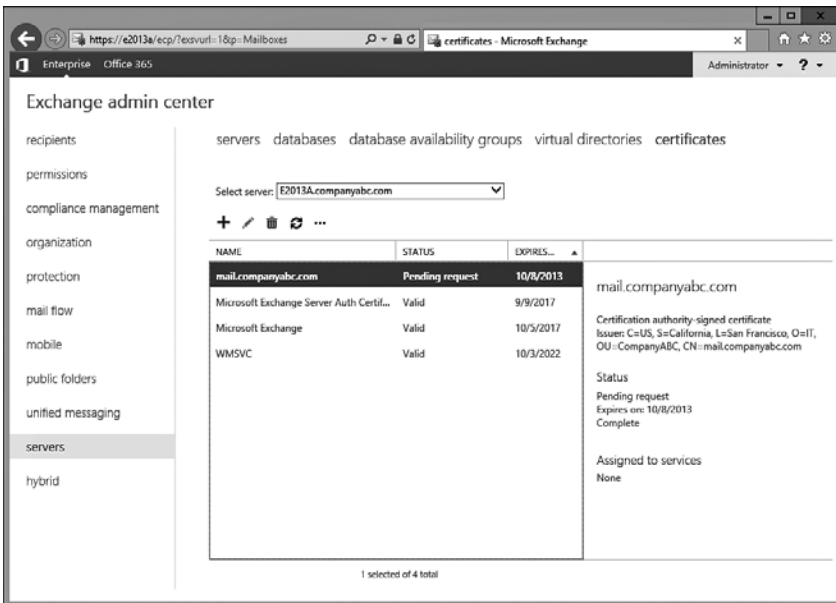 https://e2013a/ecp/?exsvurl=1&p=Mailboxes
certificates - Microsoft Exchange
Enterprise Office 365
Administrator ?
Exchange admin center
servers databases database availability groups virtual directories certificates
recipients
permissions
compliance management
organization
protection
mail flow
mobile
public folders
unified messaging
servers
hybrid
Select server: E2013A.companyabc.com
NAME STATUS EXPIRES...
mail.companyabc.com Pending request 10/8/2013
Microsoft Exchange Server Auth Certif... Valid 9/9/2017
Microsoft Exchange Valid 10/5/2017
WMSVC Valid 10/3/2022
1 selected of 4 total
mail.companyabc.com
Certification authority-signed certificate
Issuer: C=US, S=California, L=San Francisco, O=IT,
OU=CompanyABC, CN=mail.companyabc.com
Status
Pending request
Expires on: 10/8/2013
Complete
Assigned to services
None